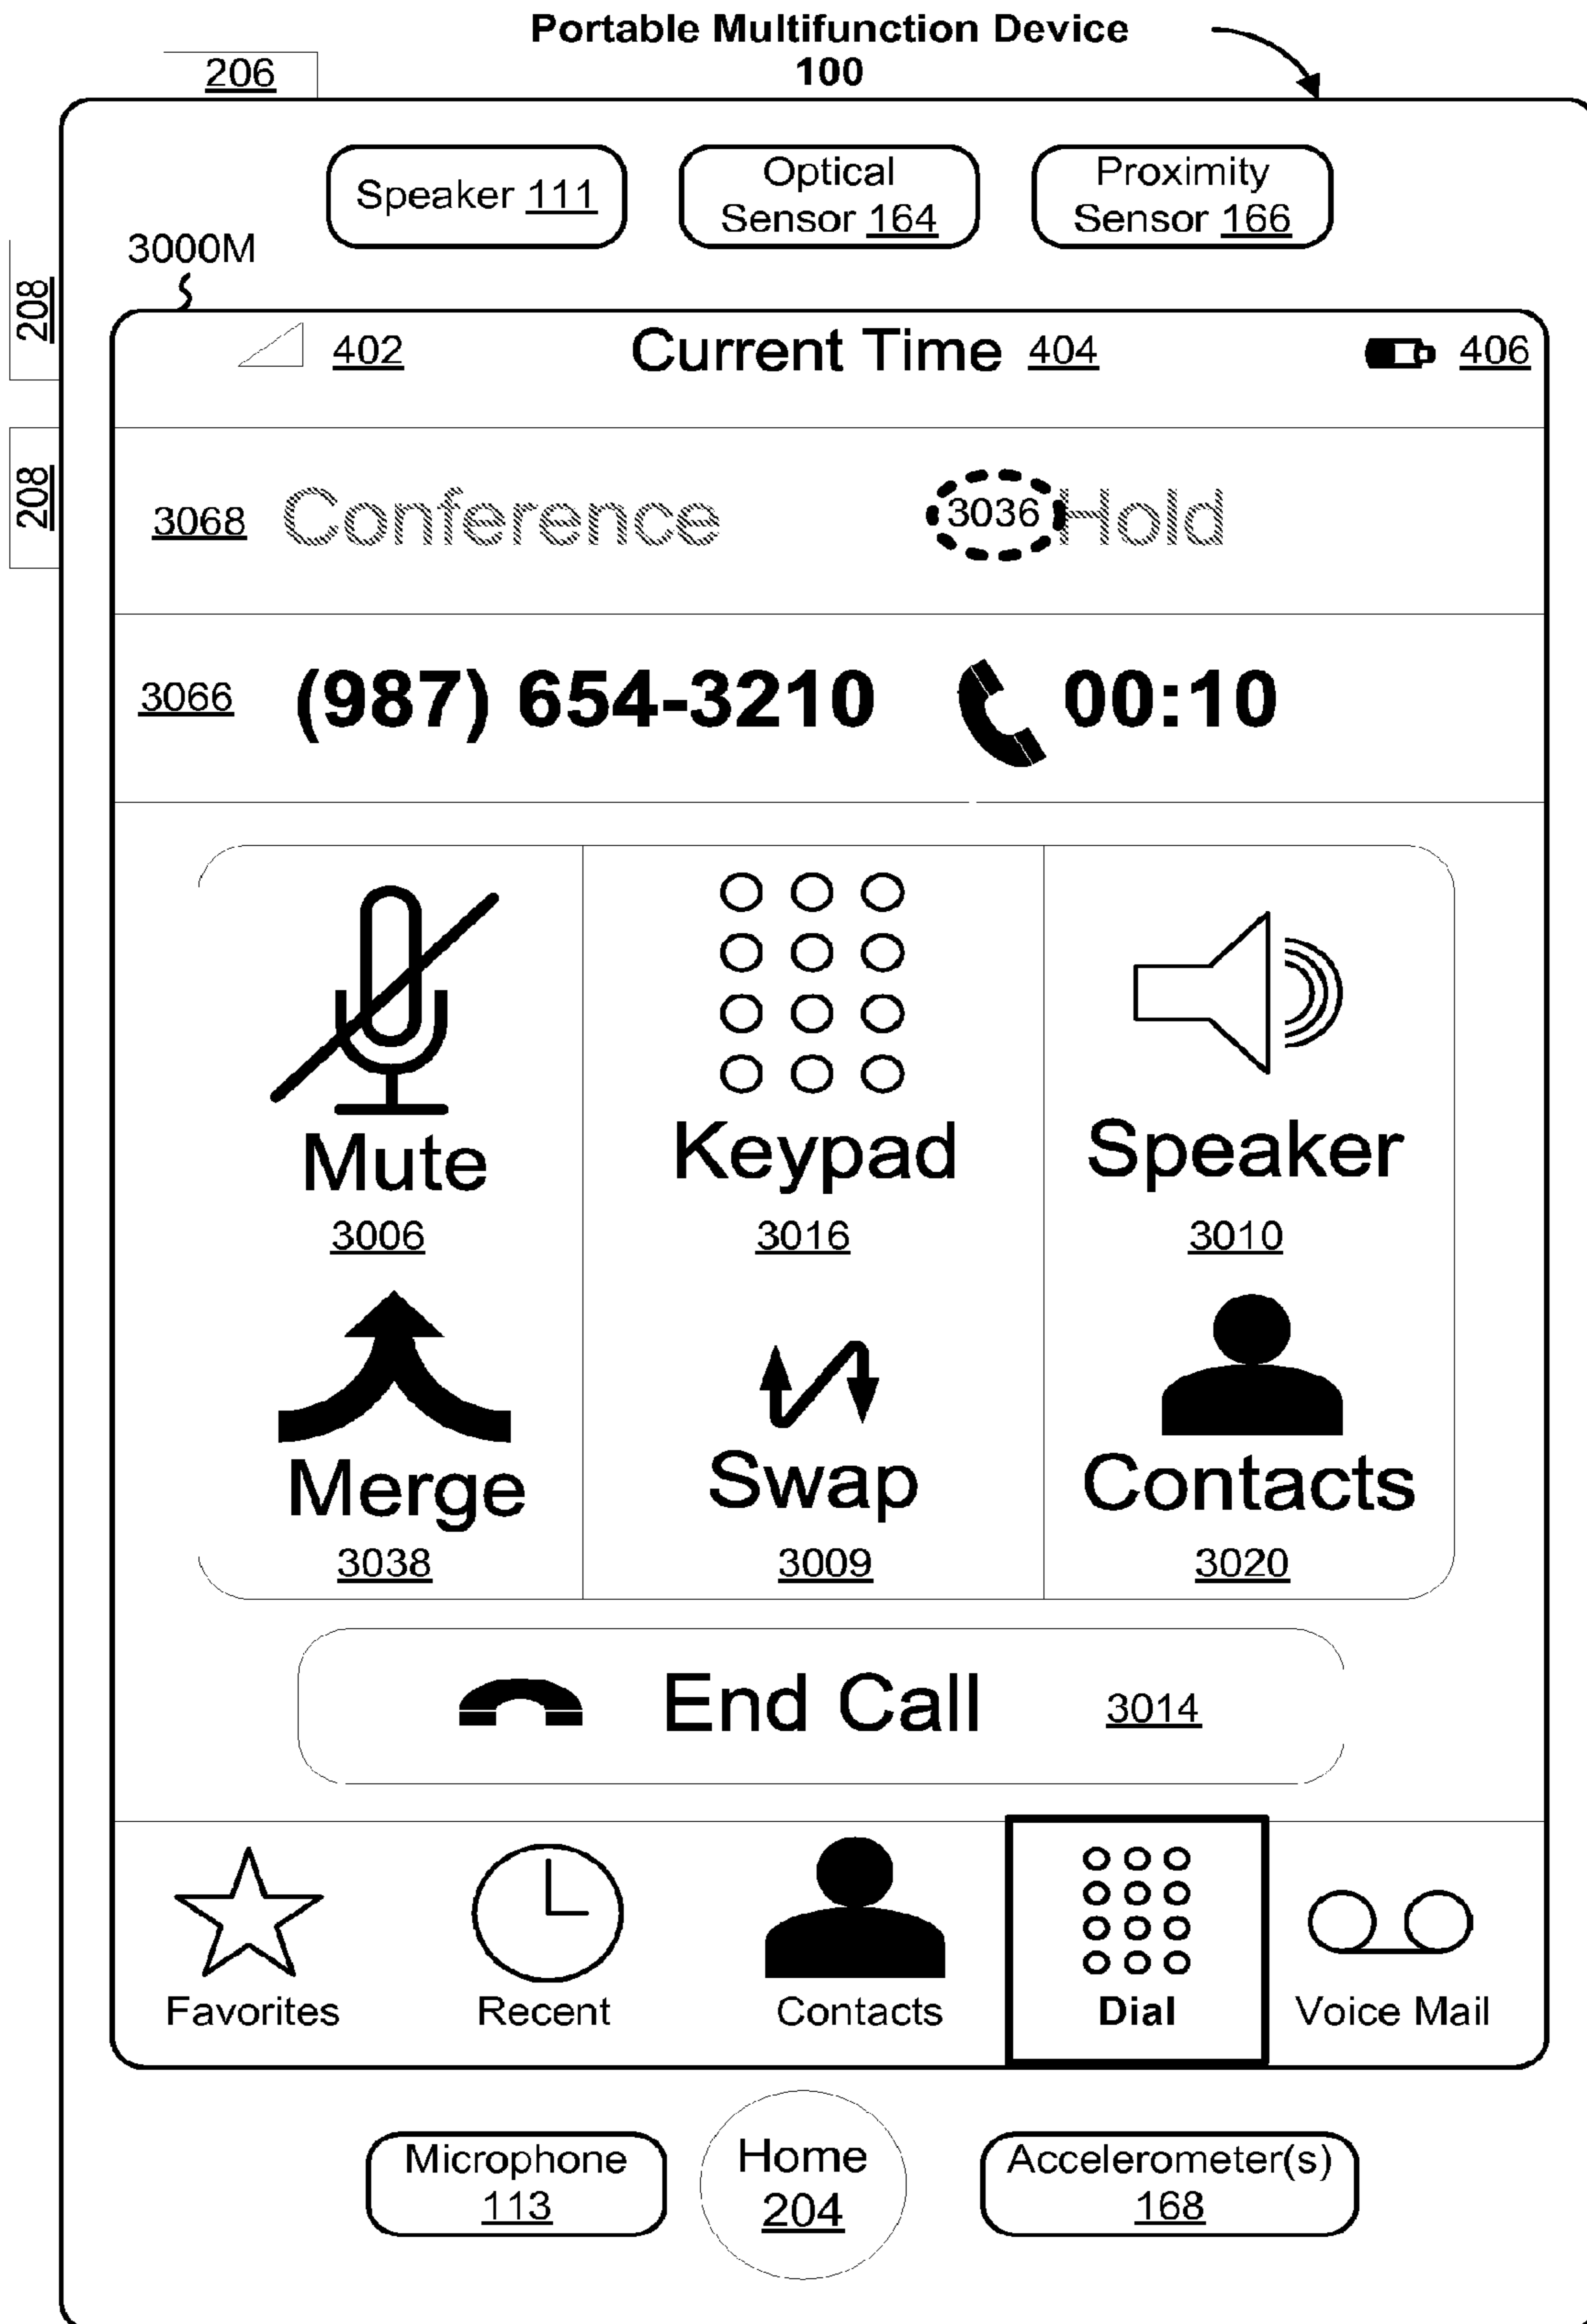 Portable Multifunction Device
100
206
Speaker 111
Optical
Sensor 164
Proximity
Sensor 166
3000M
208
402
Current Time 404
406
208
3068 Conference
3036
Hold
3066 (987) 654-3210 00:10
Mute
3006
Keypad
3016
Speaker
3010
Merge
3038
Swap
3009
Contacts
3020
End Call 3014
Favorites
Recent
Contacts
Dial
Voice Mail
Microphone
113
Home
204
Accelerometer(s)
168